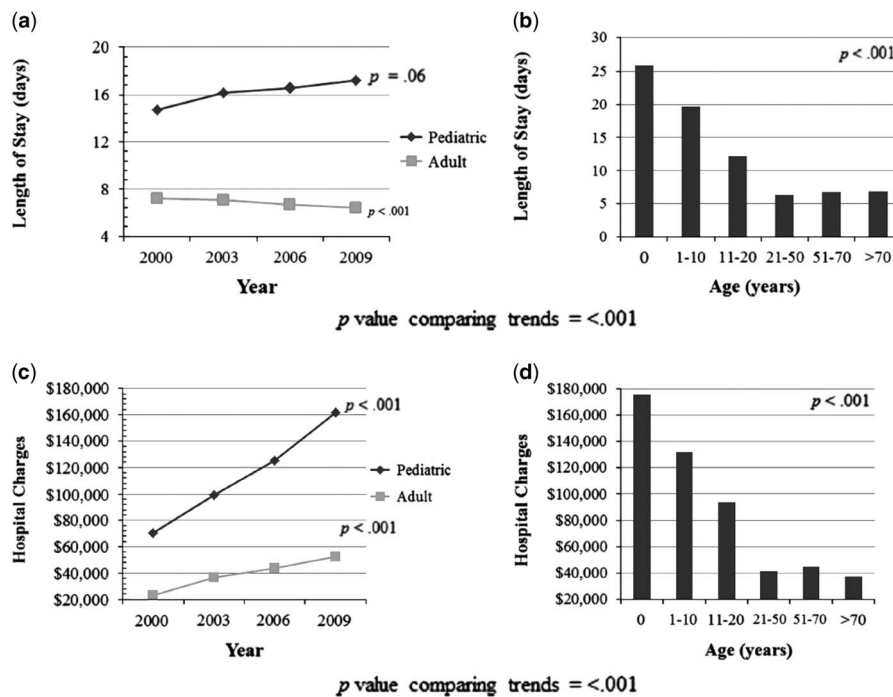 (a)
20
16
12
8
4
Length of Stay (days)
p = .06
p < .001
Pediatric
Adult
2000 2003 2006 2009
Year
(b)
30
25
20
15
10
5
0
Length of Stay (days)
p < .001
0 1-10 11-20 21-50 51-70 >70
Age (years)
p value comparing trends = <.001
(c)
$180,000
$160,000
$140,000
$120,000
$100,000
$80,000
$60,000
$40,000
$20,000
Hospital Charges
p < .001
Pediatric
Adult
p < .001
2000 2003 2006 2009
Year
(d)
$180,000
$160,000
$140,000
$120,000
$100,000
$80,000
$60,000
$40,000
$20,000
Hospital Charges
p < .001
0 1-10 11-20 21-50 51-70 >70
Age (years)
p value comparing trends = <.001